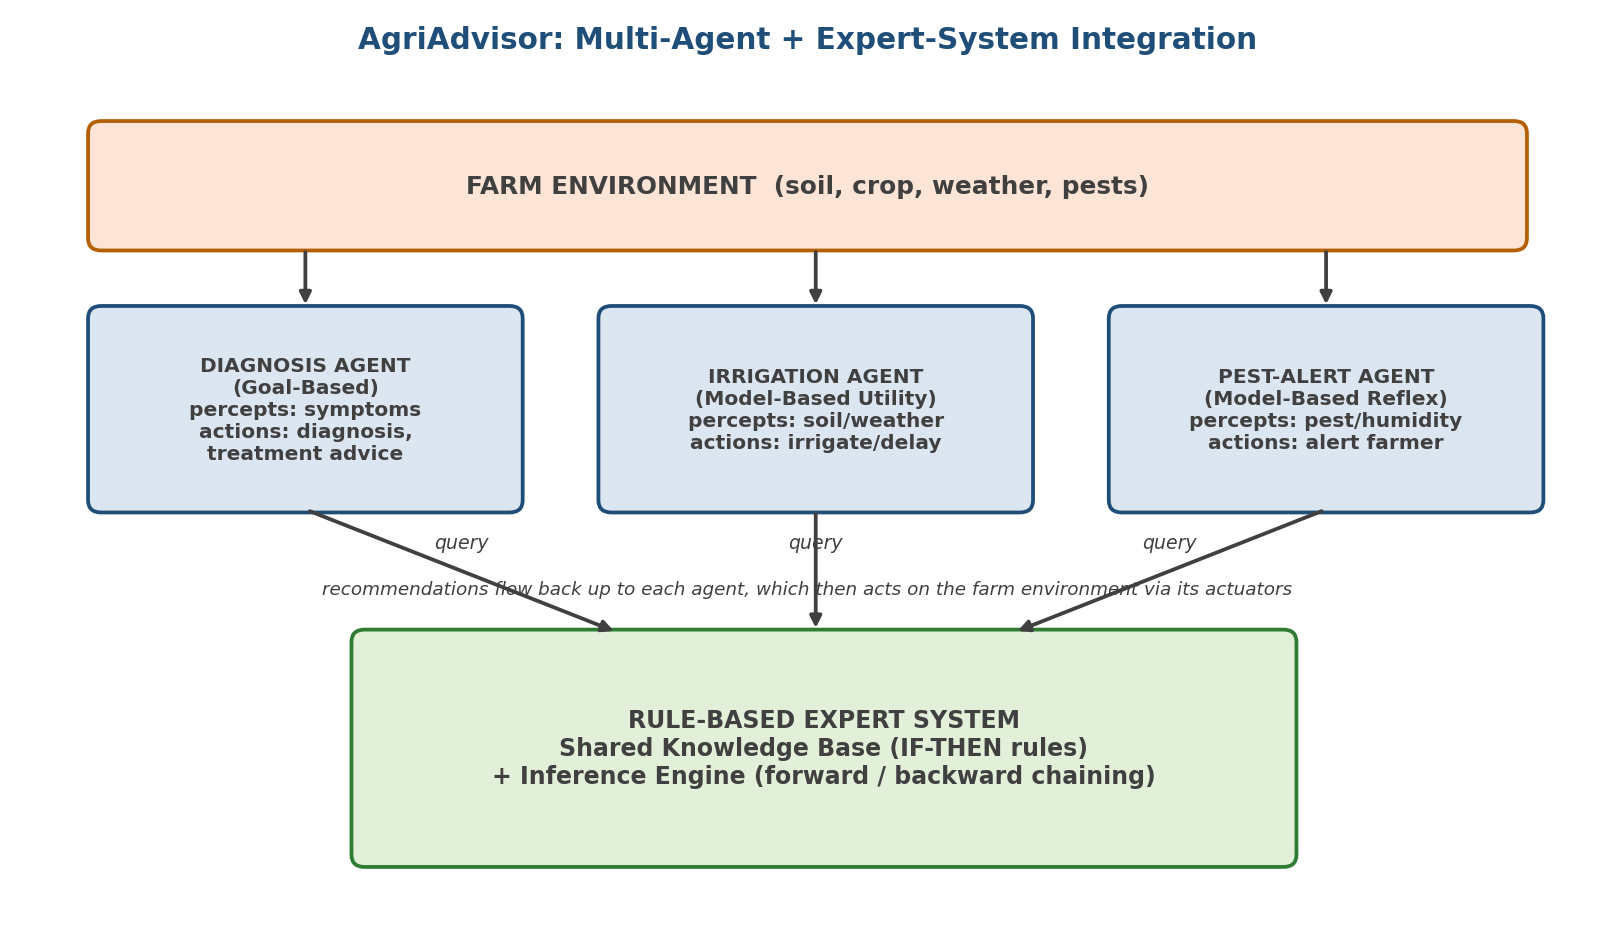 AgriAdvisor: Multi-Agent + Expert-System Integration
FARM ENVIRONMENT  (soil, crop, weather, pests)
DIAGNOSIS AGENT
(Goal-Based)
percepts: symptoms
actions: diagnosis,
treatment advice
IRRIGATION AGENT
(Model-Based Utility)
percepts: soil/weather
actions: irrigate/delay
PEST-ALERT AGENT
(Model-Based Reflex)
percepts: pest/humidity
actions: alert farmer
query
query
query
recommendations flow back up to each agent, which then acts on the farm environment via its actuators
RULE-BASED EXPERT SYSTEM
Shared Knowledge Base (IF-THEN rules)
+ Inference Engine (forward / backward chaining)